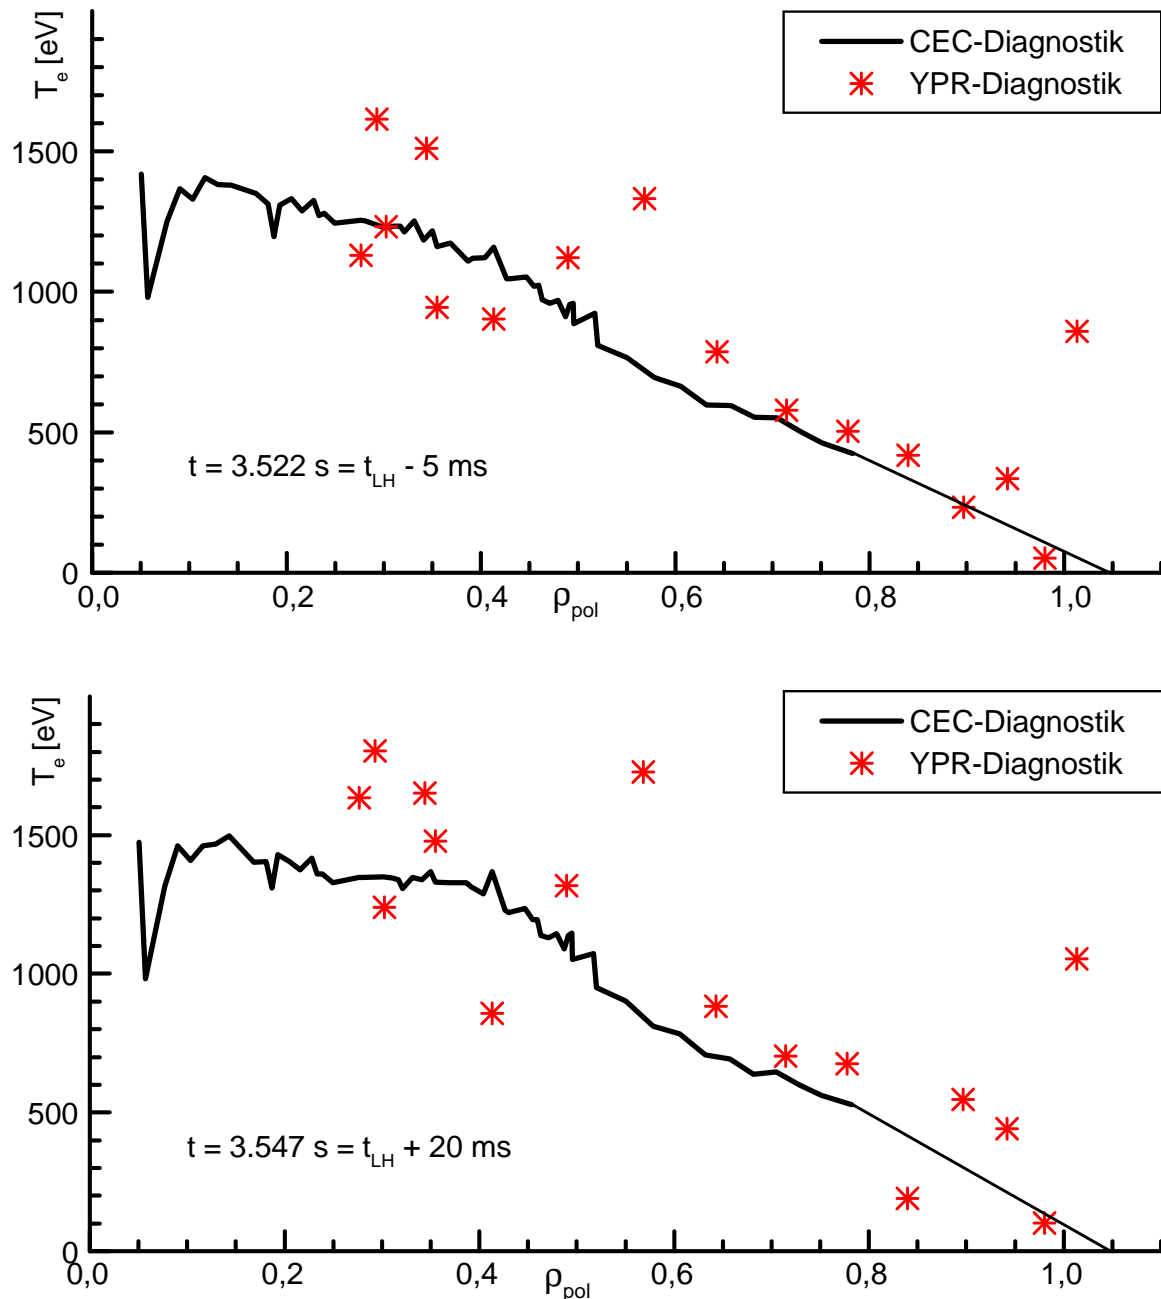 T_e [eV]
CEC-Diagnostik
YPR-Diagnostik
1500
1000
500
0
t = 3.522 s = t_LH - 5 ms
0,0 0,2 0,4 0,6 0,8 1,0
ρ_pol
T_e [eV]
CEC-Diagnostik
YPR-Diagnostik
1500
1000
500
0
t = 3.547 s = t_LH + 20 ms
0,0 0,2 0,4 0,6 0,8 1,0
ρ_pol